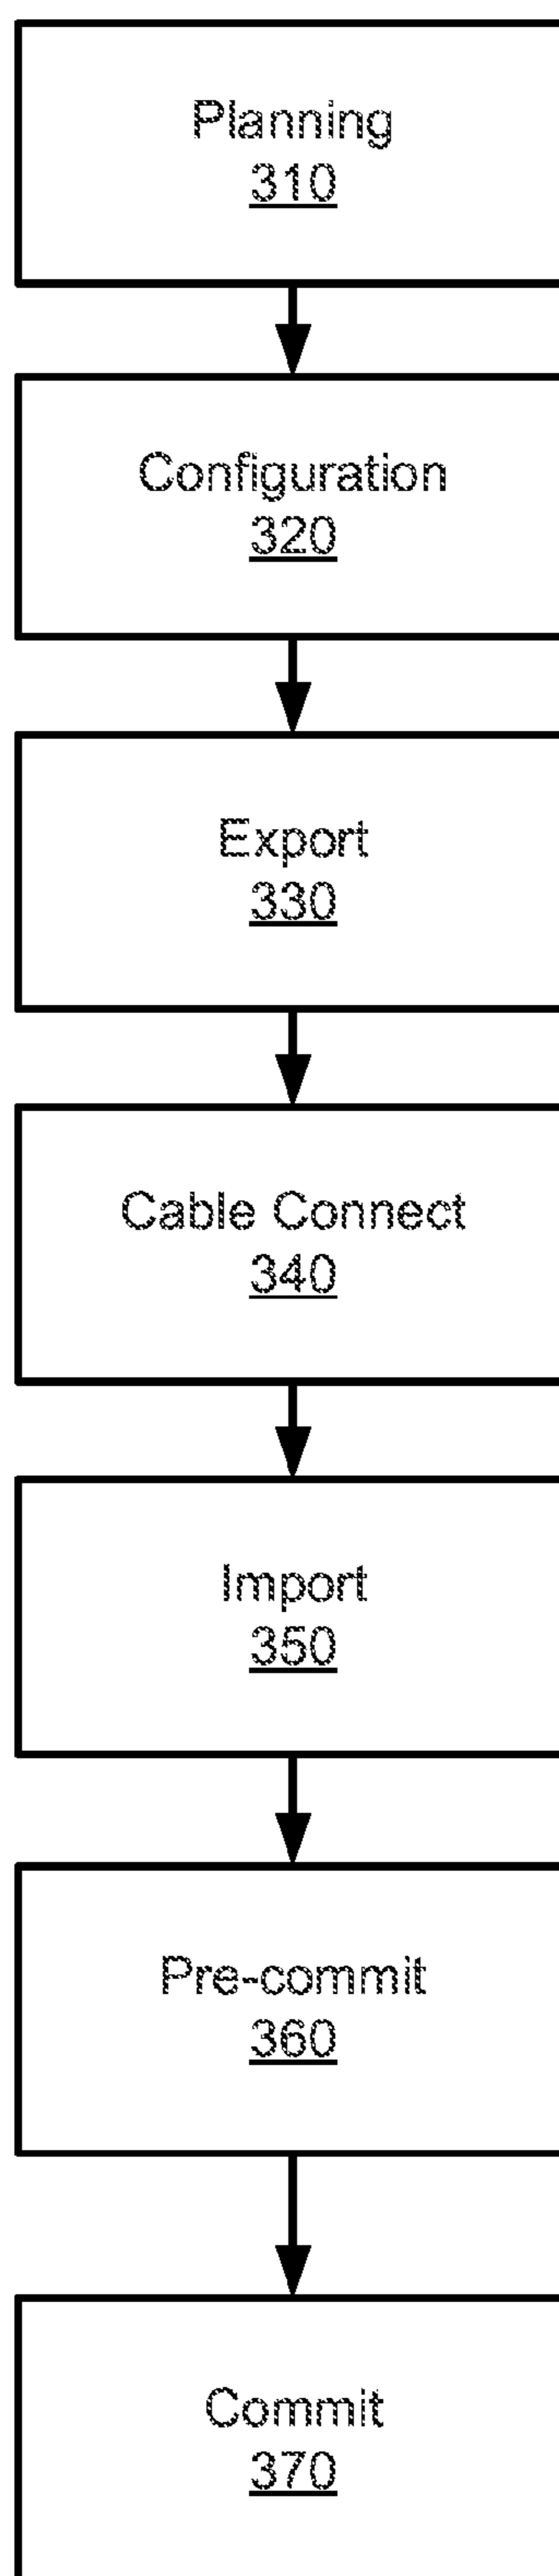 Planning
310
Configuration
320
Export
330
Cable Connect
340
Import
350
Pre-commit
360
Commit
370